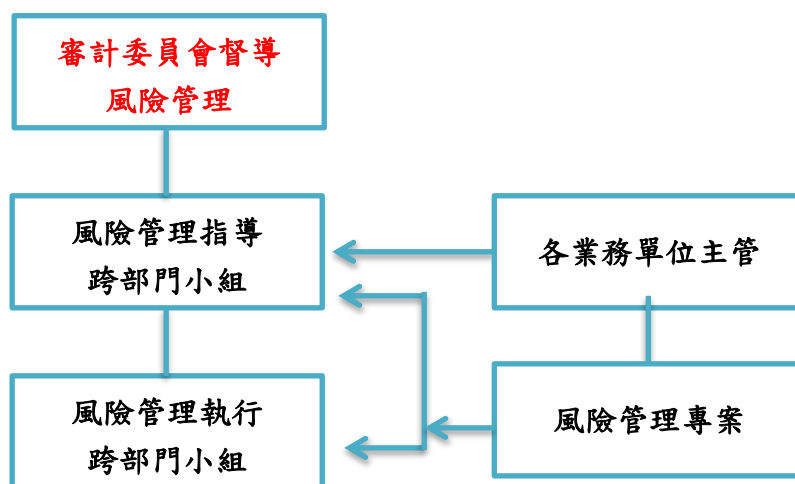 審計委員會督導
風險管理
風險管理指導
跨部門小組
各業務單位主管
風險管理執行
跨部門小組
風險管理專案